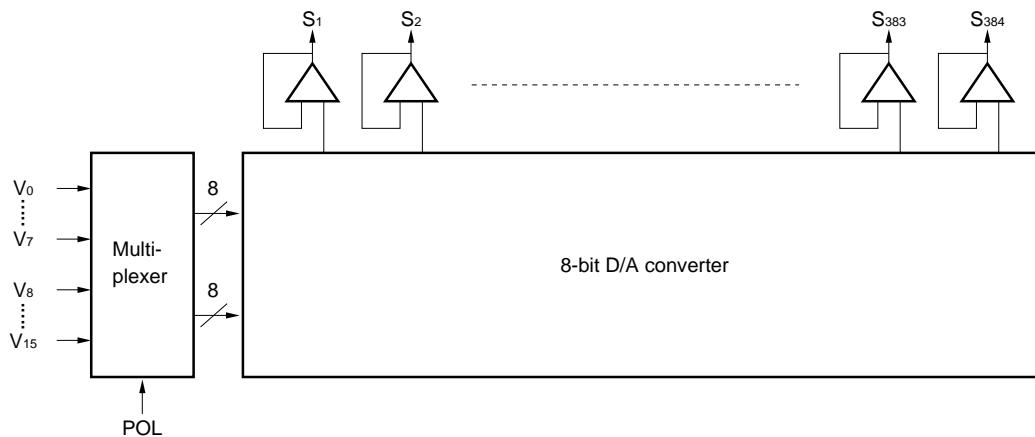 S1
S2
S383
S384
V0
V7
V8
V15
Multi-
plexer
8
8
8-bit D/A converter
POL